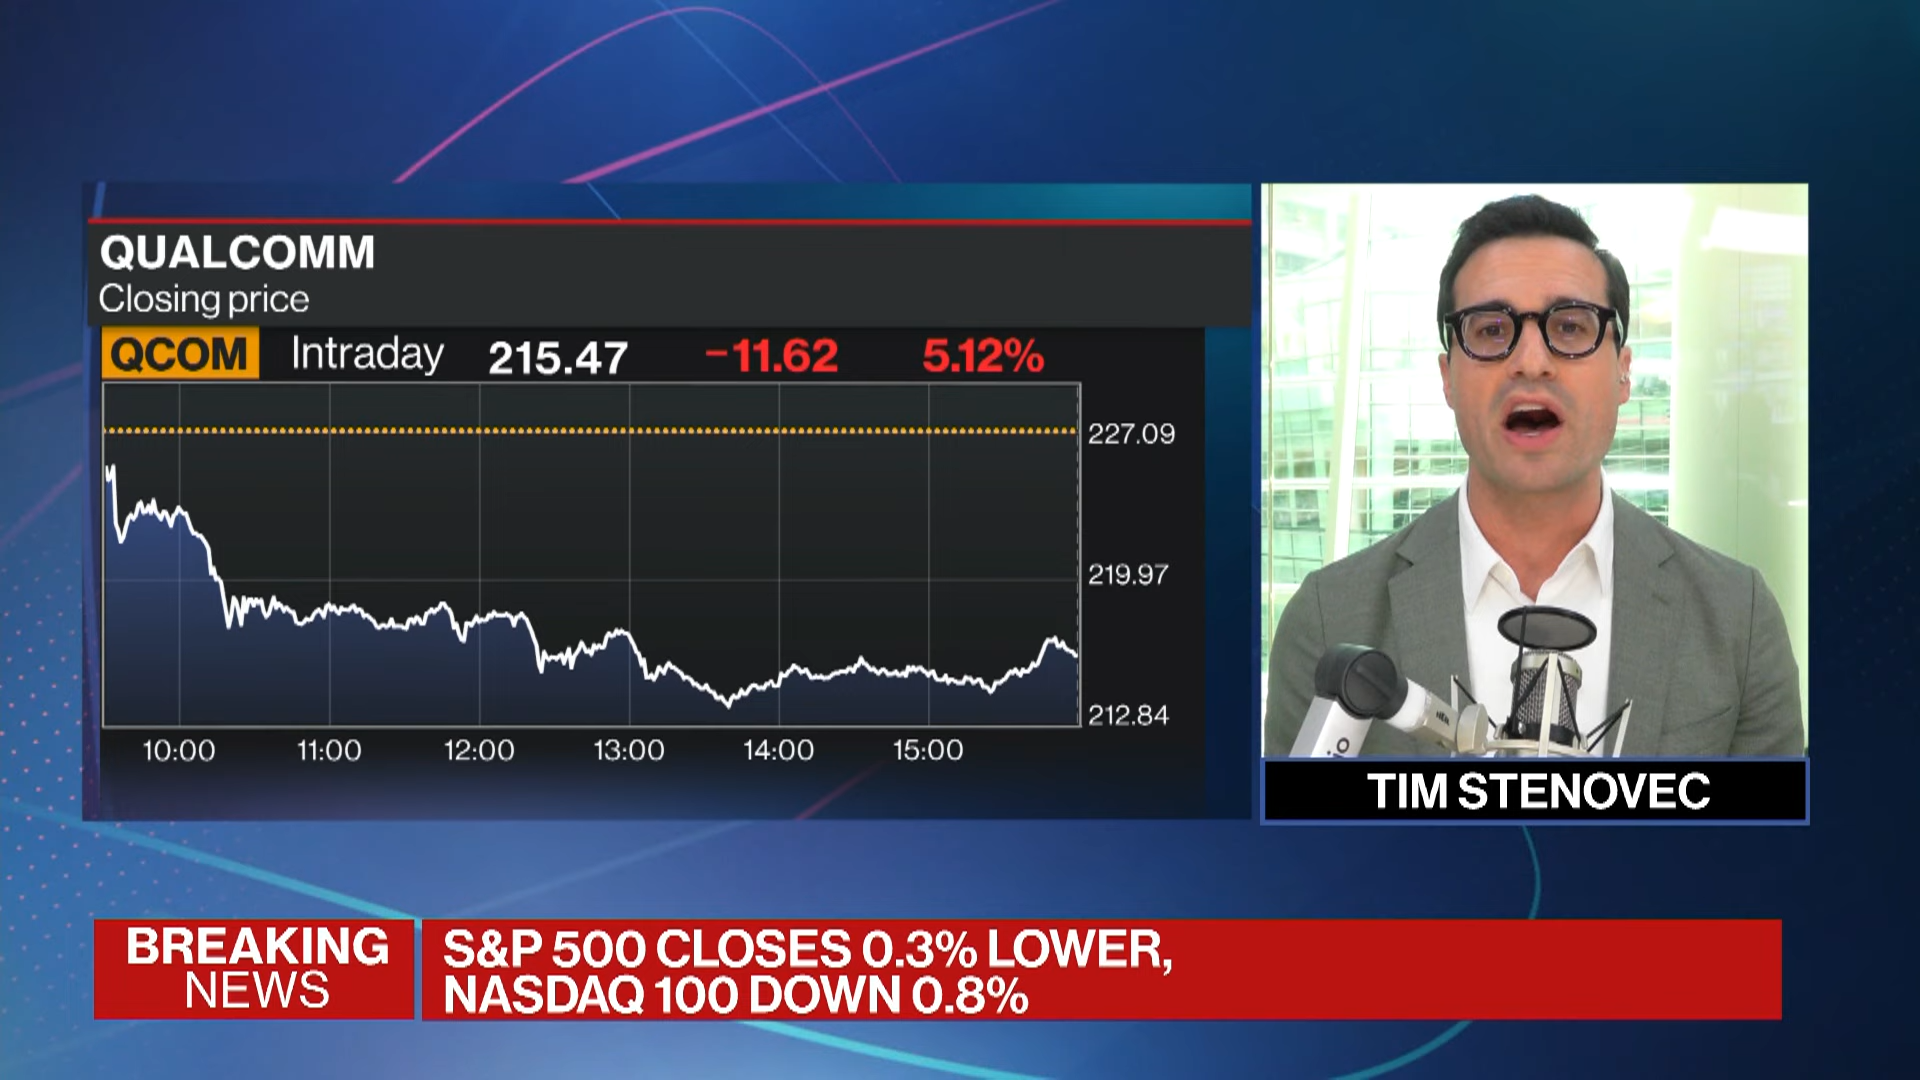 QUALCOMM
Closing price
QCOM Intraday 215.47 -11.62 5.12%
227.09
219.97
212.84
10:00 11:00 12:00 13:00 14:00 15:00
TIM STENOVEC
BREAKING
NEWS
S&P 500 CLOSES 0.3% LOWER,
NASDAQ 100 DOWN 0.8%